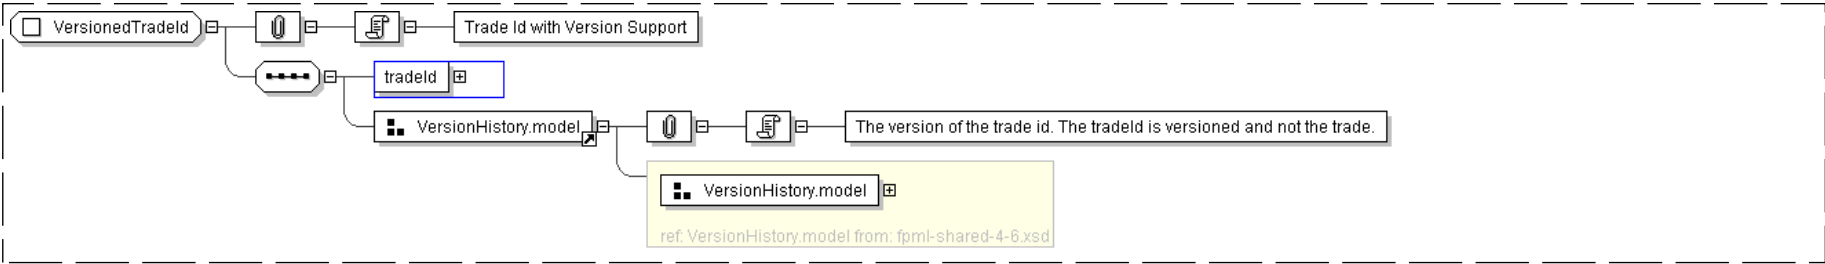 VersionedTradeId
Trade Id with Version Support
tradeId
VersionHistory.model
The version of the trade id. The tradeId is versioned and not the trade.
VersionHistory.model
ref: VersionHistory.model from: fpml-shared-4-6.xsd